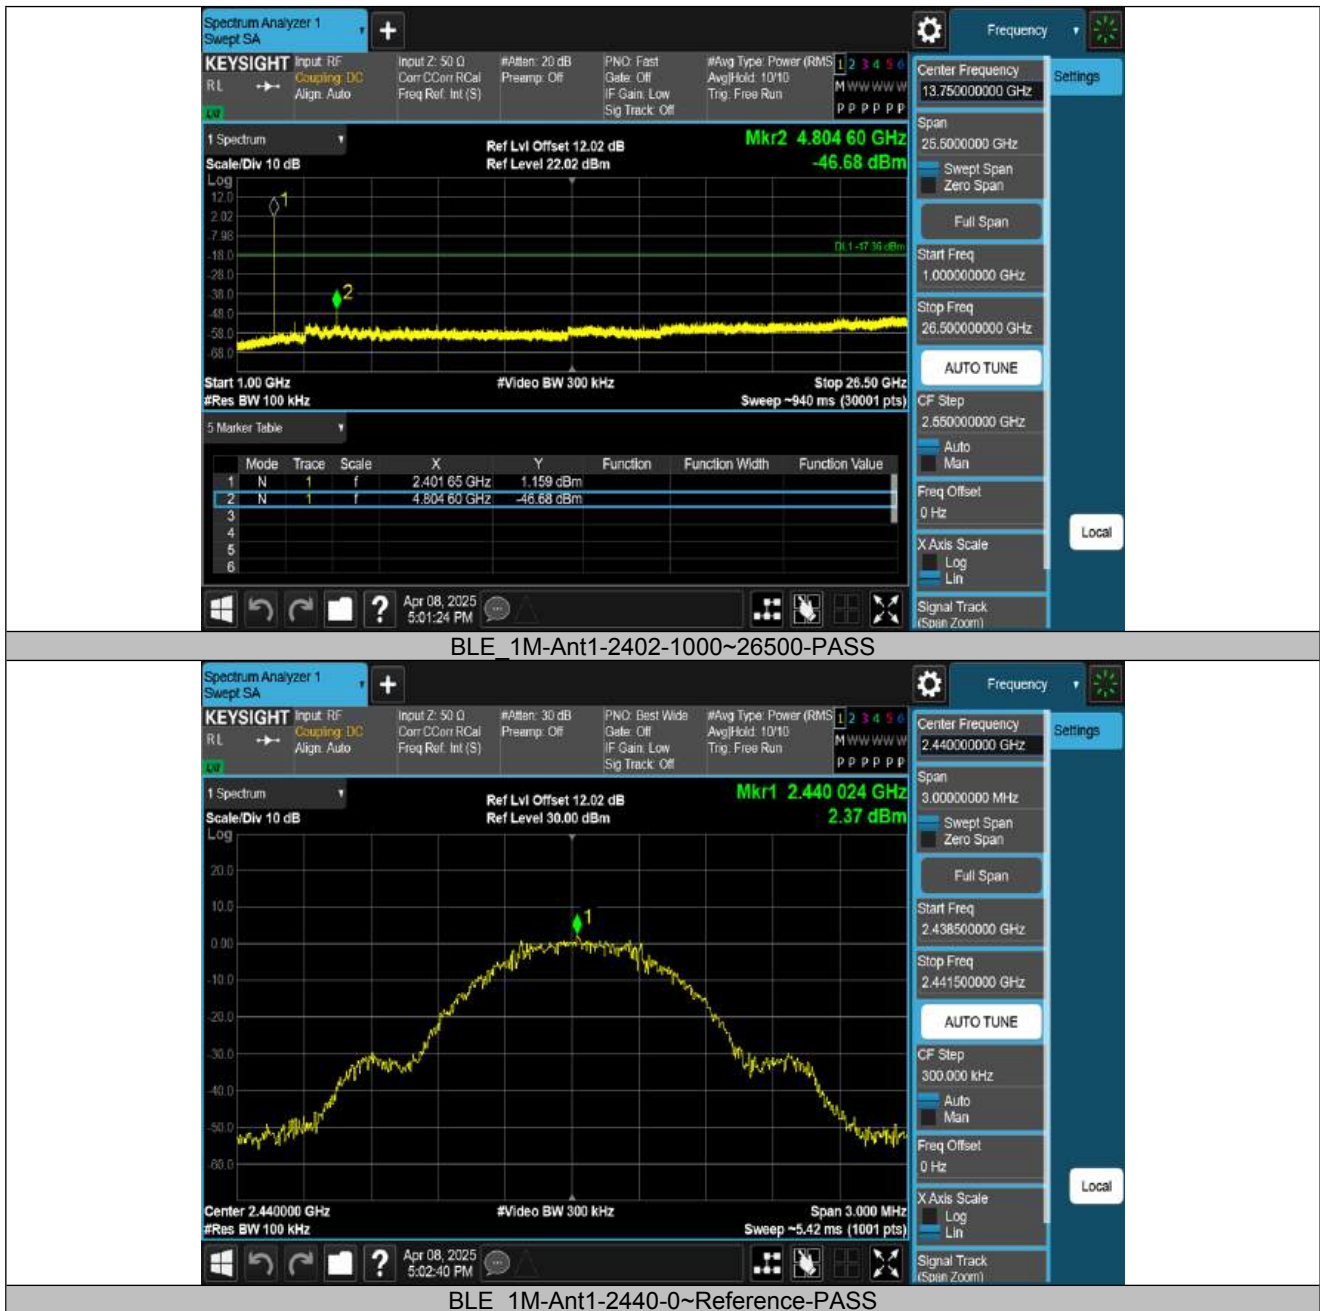 Spectrum Analyzer 1
Swept SA
+
Frequency
KEYSIGHT Input: RF Input Z: 50 Ω #Atten: 20 dB PNO: Fast #Avg Type: Power (RMS 1 2 3 4 5 6
RL Coupling: DC Corr CCorr RCal Preamp: Off Gate: Off Avg|Hold: 10/10 M W W W W W
Align: Auto Freq Ref: Int (S) IF Gain: Low Trig: Free Run
Sig Track: Off P P P P P P
LXI
1 Spectrum
Scale/Div 10 dB
Ref Lvl Offset 12.02 dB
Ref Level 22.02 dBm
Mkr2 4.804 60 GHz
-46.68 dBm
Log
12.0
2.02
-7.98
-18.0
-28.0
-38.0
-48.0
-58.0
-68.0
1
2
DL1 -17.36 dBm
Start 1.00 GHz #Video BW 300 kHz Stop 26.50 GHz
#Res BW 100 kHz Sweep ~940 ms (30001 pts)
5 Marker Table
Mode Trace Scale X Y Function Function Width Function Value
1 N 1 f 2.401 65 GHz 1.159 dBm
2 N 1 f 4.804 60 GHz -46.68 dBm
3
4
5
6
Apr 08, 2025
5:01:24 PM
Center Frequency
13.750000000 GHz
Settings
Span
25.5000000 GHz
Swept Span
Zero Span
Full Span
Start Freq
1.000000000 GHz
Stop Freq
26.500000000 GHz
AUTO TUNE
CF Step
2.550000000 GHz
Auto
Man
Freq Offset
0 Hz
X Axis Scale
Log
Lin
Signal Track
(Span Zoom)
Local
BLE_1M-Ant1-2402-1000~26500-PASS
Spectrum Analyzer 1
Swept SA
+
Frequency
KEYSIGHT Input: RF Input Z: 50 Ω #Atten: 30 dB PNO: Best Wide #Avg Type: Power (RMS 1 2 3 4 5 6
RL Coupling: DC Corr CCorr RCal Preamp: Off Gate: Off Avg|Hold: 10/10 M W W W W W
Align: Auto Freq Ref: Int (S) IF Gain: Low Trig: Free Run
Sig Track: Off P P P P P P
LXI
1 Spectrum
Scale/Div 10 dB
Ref Lvl Offset 12.02 dB
Ref Level 30.00 dBm
Mkr1 2.440 024 GHz
2.37 dBm
Log
20.0
10.0
0.00
-10.0
-20.0
-30.0
-40.0
-50.0
-60.0
1
Center 2.440000 GHz #Video BW 300 kHz Span 3.000 MHz
#Res BW 100 kHz Sweep ~5.42 ms (1001 pts)
Apr 08, 2025
5:02:40 PM
Center Frequency
2.440000000 GHz
Settings
Span
3.00000000 MHz
Swept Span
Zero Span
Full Span
Start Freq
2.438500000 GHz
Stop Freq
2.441500000 GHz
AUTO TUNE
CF Step
300.000 kHz
Auto
Man
Freq Offset
0 Hz
X Axis Scale
Log
Lin
Signal Track
(Span Zoom)
Local
BLE_1M-Ant1-2440-0~Reference-PASS